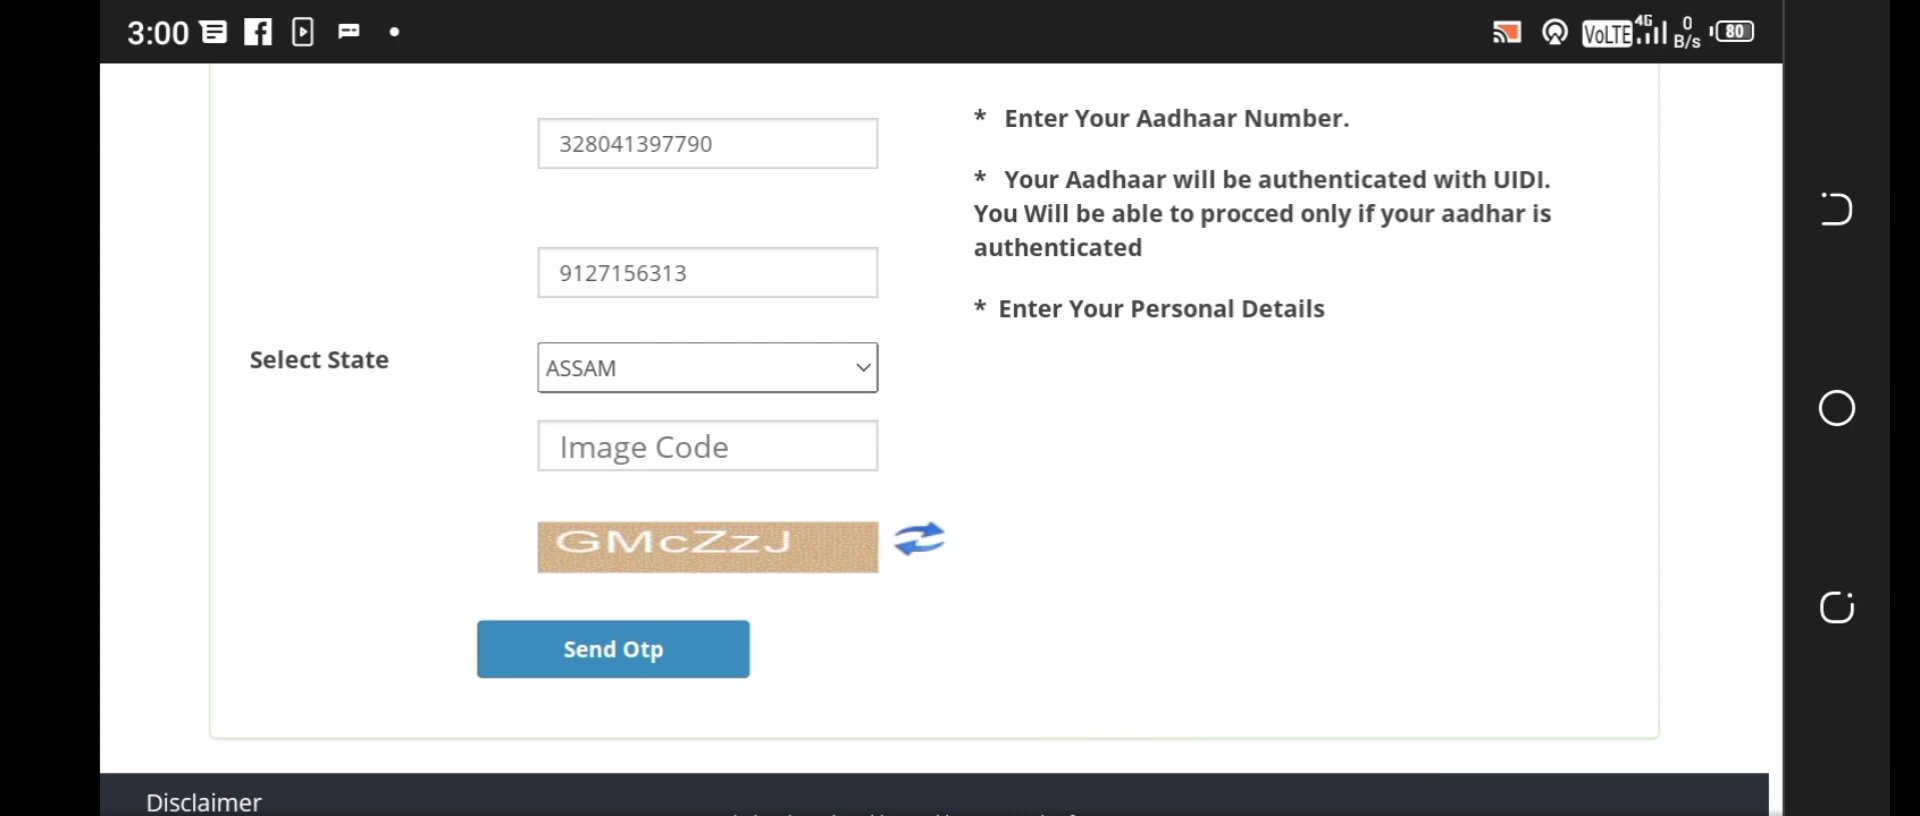 3:00
VoLTE 4G 0 B/s 80
328041397790
* Enter Your Aadhaar Number.
* Your Aadhaar will be authenticated with UIDI.
You Will be able to procced only if your aadhar is
authenticated
9127156313
* Enter Your Personal Details
Select State
ASSAM
Image Code
GMcZzJ
Send Otp
Disclaimer